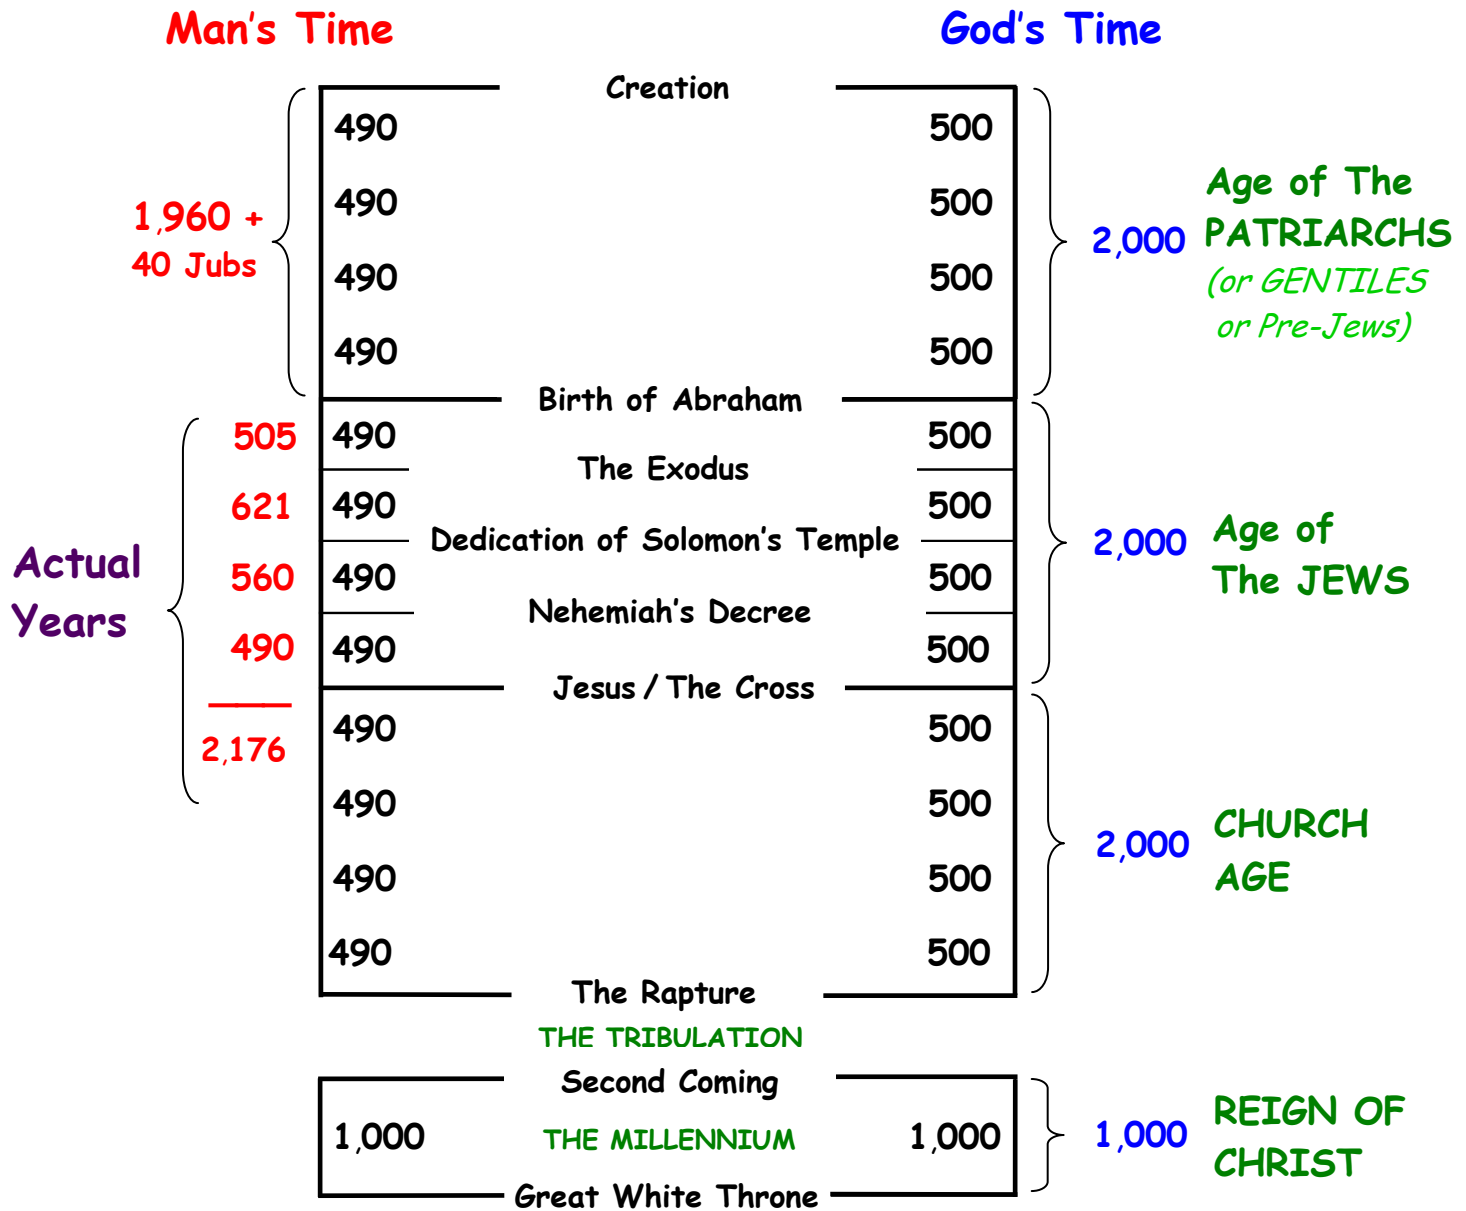 Man's Time God's Time
Creation
490 500
Age of The
490 500
1,960 + 2,000 PATRIARCHS
40 Jubs
490 500
(or GENTILES
or Pre-Jews)
490 500
Birth of Abraham
505 490 500
The Exodus
621 490 500
Dedication of Solomon's Temple
Actual
Years
2,000 Age of
The JEWS
560 490 500
Nehemiah's Decree
490 490 500
Jesus / The Cross
490 500
2,176
490 500
2,000 CHURCH
AGE
490 500
490 500
The Rapture
THE TRIBULATION
Second Coming
1,000 THE MILLENNIUM 1,000 1,000 REIGN OF
CHRIST
Great White Throne